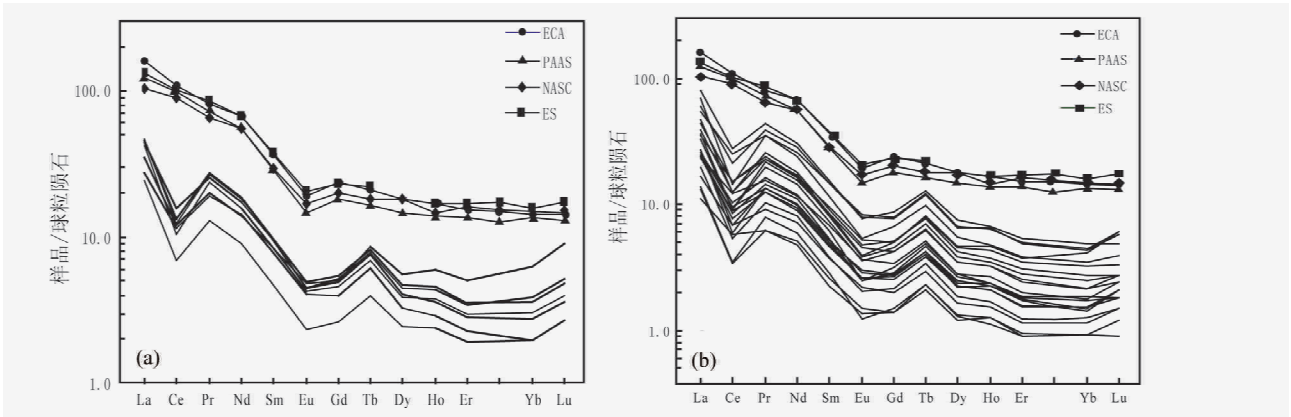 ECA
PAAS
NASC
ES
100.0
10.0
1.0
样品/球粒陨石
(a)
La Ce Pr Nd Sm Eu Gd Tb Dy Ho Er Yb Lu
ECA
PAAS
NASC
ES
100.0
10.0
1.0
样品/球粒陨石
(b)
La Ce Pr Nd Sm Eu Gd Tb Dy Ho Er Yb Lu